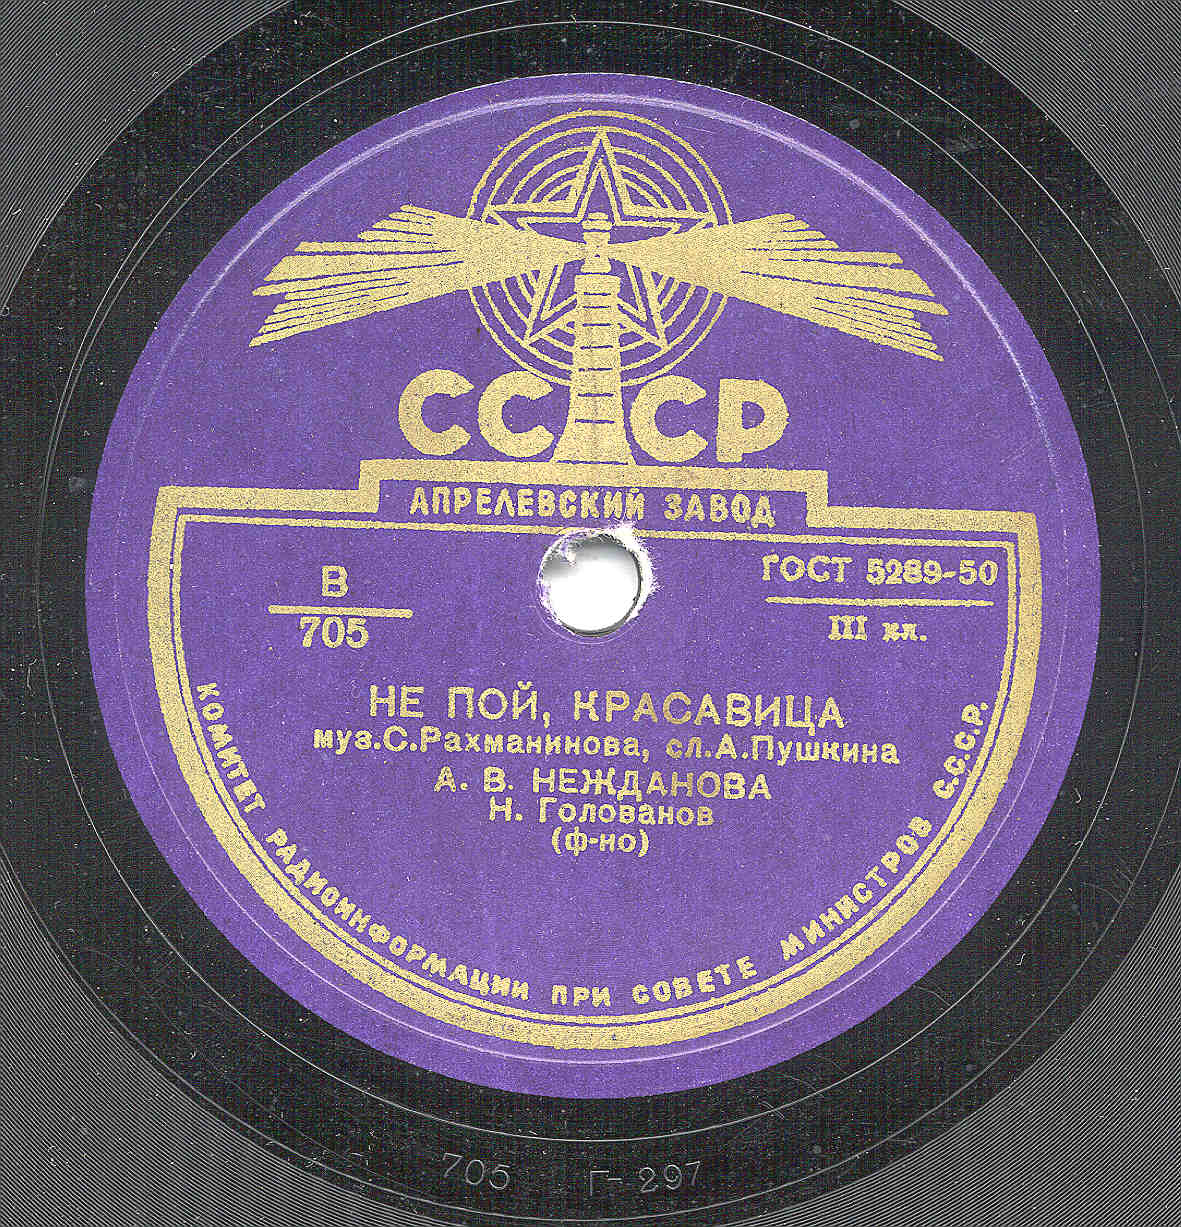 СССР
АПРЕЛЕВСКИЙ ЗАВОД
В
705
ГОСТ 5289-50
III кл.
НЕ ПОЙ, КРАСАВИЦА
муз.С.Рахманинова, сл.А.Пушкина
А. В. НЕЖДАНОВА
Н. Голованов
(ф-но)
КОМИТЕТ РАДИОИНФОРМАЦИИ ПРИ СОВЕТЕ МИНИСТРОВ С.С.С.Р.
705 Г-297